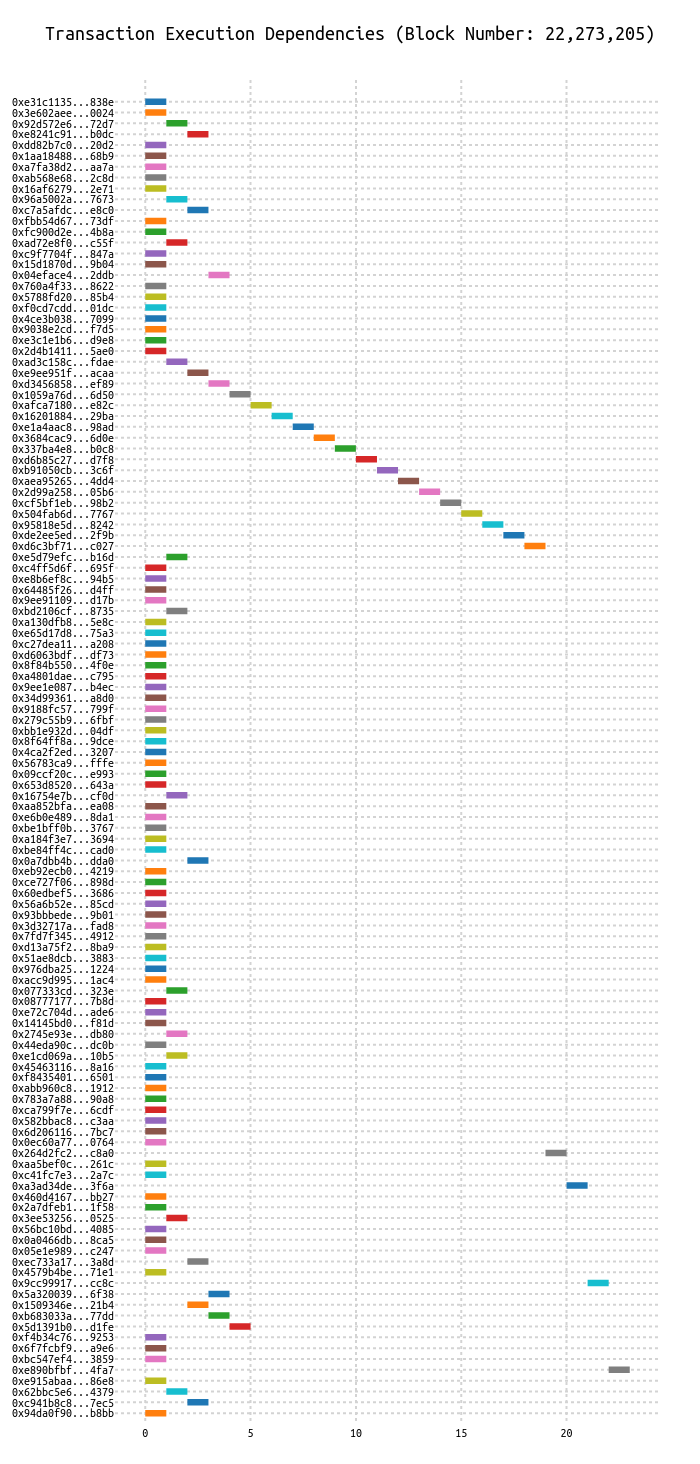 Transaction Execution Dependencies (Block Number: 22,273,205)
0xe31c1135...838e
0x3e602aee...0024
0x92d572e6...72d7
0xe8241c91...b0dc
0xdd82b7c0...20d2
0x1aa18488...68b9
0xa7fa38d2...aa7a
0xab568e68...2c8d
0x16af6279...2e71
0x96a5002a...7673
0xc7a5afdc...e8c0
0xfbb54d67...73df
0xfc900d2e...4b8a
0xad72e8f0...c55f
0xc9f7704f...847a
0x15d1870d...9b04
0x04eface4...2ddb
0x760a4f33...8622
0x5788fd20...85b4
0xf0cd7cdd...01dc
0x4ce3b038...7099
0x9038e2cd...f7d5
0xe3c1e1b6...d9e8
0x2d4b1411...5ae0
0xad3c158c...fdae
0xe9ee951f...acaa
0xd3456858...ef89
0x1059a76d...6d50
0xafca7180...e82c
0x16201884...29ba
0xe1a4aac8...98ad
0x3684cac9...6d0e
0x337ba4e8...b0c8
0xd6b85c27...d7f8
0xb91050cb...3c6f
0xaea95265...4dd4
0x2d99a258...05b6
0xcf5bf1eb...98b2
0x504fab6d...7767
0x95818e5d...8242
0xde2ee5ed...2f9b
0xd6c3bf71...c027
0xe5d79efc...b16d
0xc4ff5d6f...695f
0xe8b6ef8c...94b5
0x64485f26...d4ff
0x9ee91109...d17b
0xbd2106cf...8735
0xa130dfb8...5e8c
0xe65d17d8...75a3
0xc27dea11...a208
0xd6063bdf...df73
0x8f84b550...4f0e
0xa4801dae...c795
0x9ee1e087...b4ec
0x34d99361...a8d0
0x9188fc57...799f
0x279c55b9...6fbf
0xbb1e932d...04df
0x8f64ff8a...9dce
0x4ca2f2ed...3207
0x56783ca9...fffe
0x09ccf20c...e993
0x653d8520...643a
0x16754e7b...cf0d
0xaa852bfa...ea08
0xe6b0e489...8da1
0xbe1bff0b...3767
0xa184f3e7...3694
0xbe84ff4c...cad0
0x0a7dbb4b...dda0
0xeb92ecb0...4219
0xce727f06...898d
0x60edbef5...3686
0x56a6b52e...85cd
0x93bbbede...9b01
0x3d32717a...fad8
0x7fd7f345...4912
0xd13a75f2...8ba9
0x51ae8dcb...3883
0x976dba25...1224
0xacc9d995...1ac4
0x077333cd...323e
0x08777177...7b8d
0xe72c704d...ade6
0x14145bd0...f81d
0x2745e93e...db80
0x44eda90c...dc0b
0xe1cd069a...10b5
0x45463116...8a16
0xf8435401...6501
0xabb960c8...1912
0x783a7a88...90a8
0xca799f7e...6cdf
0x582bbac8...c3aa
0x6d206116...7bc7
0x0ec60a77...0764
0x264d2fc2...c8a0
0xaa5bef0c...261c
0xc41fc7e3...2a7c
0xa3ad34de...3f6a
0x460d4167...bb27
0x2a7dfeb1...1f58
0x3ee53256...0525
0x56bc10bd...4085
0x0a0466db...8ca5
0x05e1e989...c247
0xec733a17...3a8d
0x4579b4be...71e1
0x9cc99917...cc8c
0x5a320039...6f38
0x1509346e...21b4
0xb683033a...77dd
0x5d1391b0...d1fe
0xf4b34c76...9253
0x6f7fcbf9...a9e6
0xbc547ef4...3859
0xe890bfbf...4fa7
0xe915abaa...86e8
0x62bbc5e6...4379
0xc941b8c8...7ec5
0x94da0f90...b8bb
0 5 10 15 20